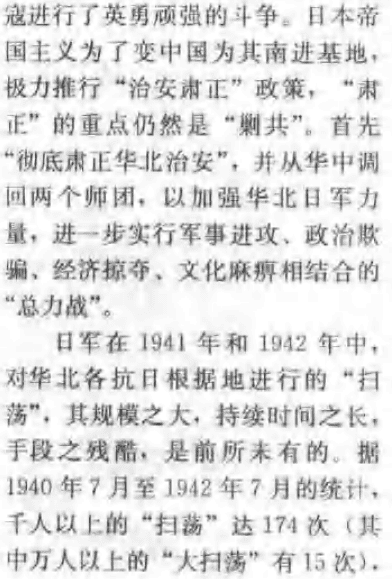 寇进行了英勇顽强的斗争。日本帝
国主义为了变中国为其南进基地，
极力推行“治安肃正”政策，“肃
正”的重点仍然是“剿共”。首先
“彻底肃正华北治安”，并从华中调
回两个师团，以加强华北日军力
量，进一步实行军事进攻、政治欺
骗、经济掠夺、文化麻痹相结合的
“总力战”。
日军在 1941 年和 1942 年中，
对华北各抗日根据地进行的“扫
荡”，其规模之大，持续时间之长，
手段之残酷，是前所未有的。据
1940 年 7 月至 1942 年 7 月的统计，
千人以上的“扫荡”达 174 次（其
中万人以上的“大扫荡”有 15 次），